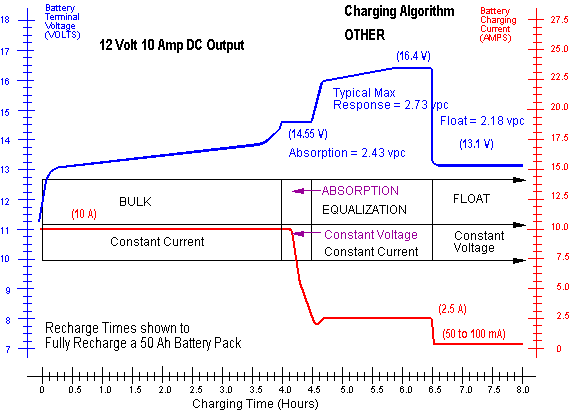 Battery
Terminal
Voltage
(VOLTS)
Charging Algorithm
OTHER
Battery
Charging
Current
(AMPS)
12 Volt 10 Amp DC Output
18
17
16
15
14
13
12
11
10
9
8
7
27.5
25.0
22.5
20.0
17.5
15.0
12.5
10.0
7.5
5.0
2.5
0
(16.4 V)
Typical Max
Response = 2.73 vpc
Float = 2.18 vpc
(14.55 V)
(13.1 V)
Absorption = 2.43 vpc
BULK
ABSORPTION
EQUALIZATION
FLOAT
(10 A)
Constant Current
Constant Voltage
Constant Current
Constant
Voltage
(2.5 A)
(50 to 100 mA)
Recharge Times shown to
Fully Recharge a 50 Ah Battery Pack
0 0.5 1.0 1.5 2.0 2.5 3.0 3.5 4.0 4.5 5.0 5.5 6.0 6.5 7.0 7.5 8.0
Charging Time (Hours)